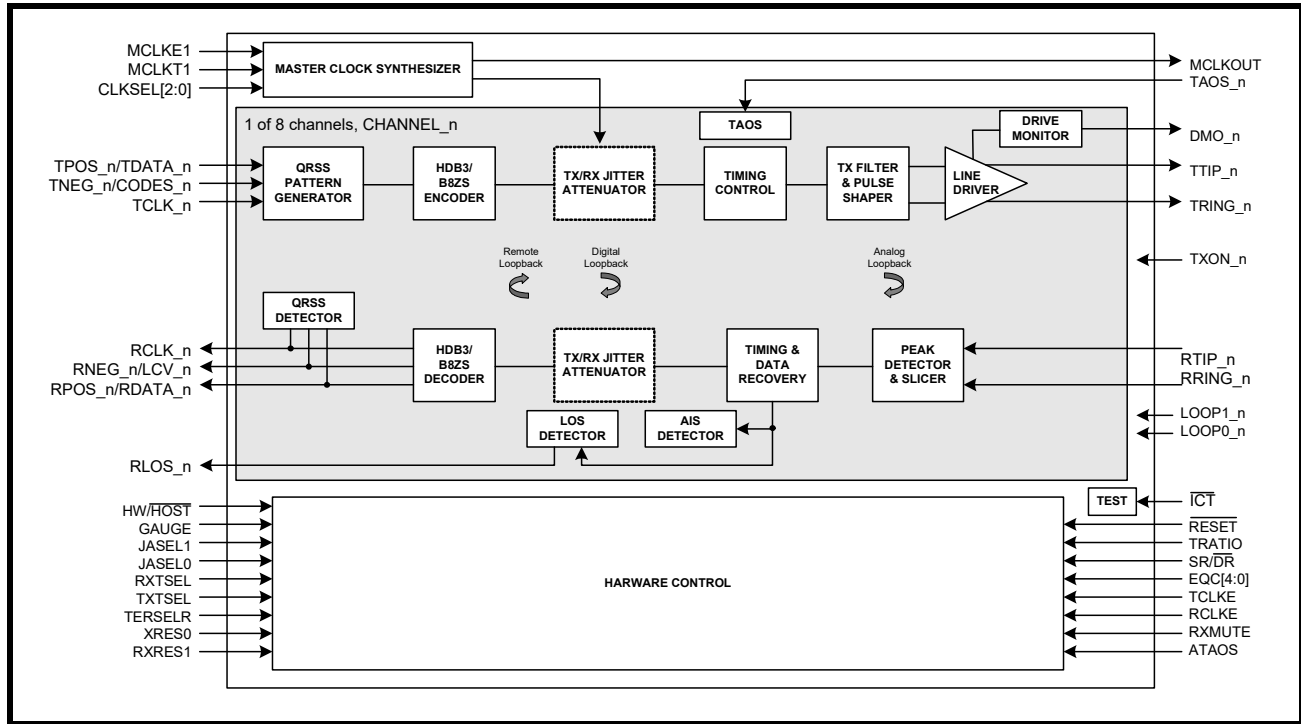 MCLKE1
MCLKT1
CLKSEL[2:0]
MASTER CLOCK SYNTHESIZER
MCLKOUT
TAOS_n
1 of 8 channels, CHANNEL_n
TAOS
DRIVE
MONITOR
DMO_n
TPOS_n/TDATA_n
TNEG_n/CODES_n
TCLK_n
QRSS
PATTERN
GENERATOR
HDB3/
B8ZS
ENCODER
TX/RX JITTER
ATTENUATOR
TIMING
CONTROL
TX FILTER
& PULSE
SHAPER
LINE
DRIVER
TTIP_n
TRING_n
Remote
Loopback
Digital
Loopback
Analog
Loopback
TXON_n
QRSS
DETECTOR
RCLK_n
RNEG_n/LCV_n
RPOS_n/RDATA_n
HDB3/
B8ZS
DECODER
TX/RX JITTER
ATTENUATOR
TIMING &
DATA
RECOVERY
PEAK
DETECTOR
& SLICER
RTIP_n
RRING_n
LOS
DETECTOR
AIS
DETECTOR
LOOP1_n
LOOP0_n
RLOS_n
TEST
ICT
HW/HOST
GAUGE
JASEL1
JASEL0
RXTSEL
TXTSEL
TERSELR
XRES0
RXRES1
HARWARE CONTROL
RESET
TRATIO
SR/DR
EQC[4:0]
TCLKE
RCLKE
RXMUTE
ATAOS